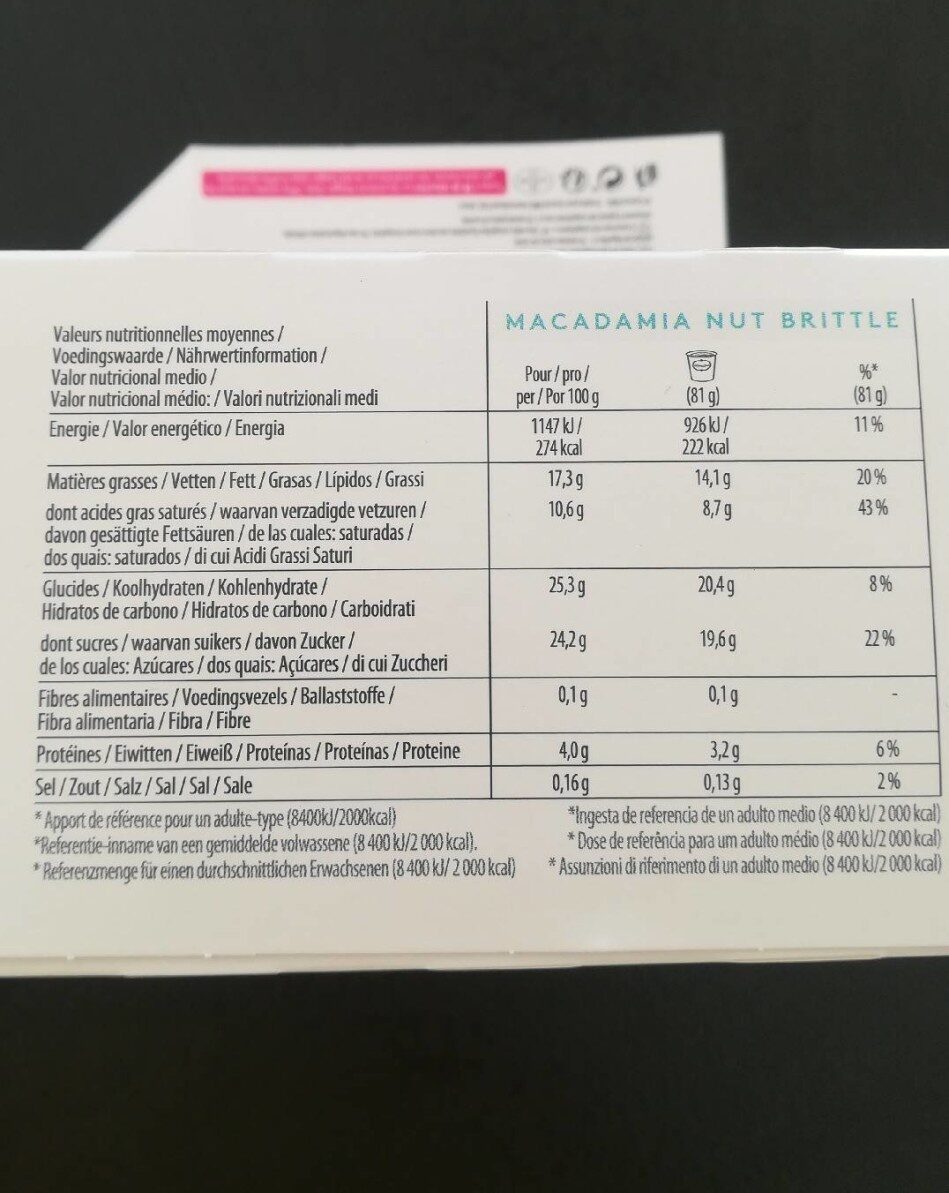 MACADAMIA NUT BRITTLE
Valeurs nutritionnelles moyennes /
Voedingswaarde / Nährwertinformation /
Valor nutricional medio /
Valor nutricional médio: / Valori nutrizionali medi
Pour / pro /
per / Por 100 g
(81 g)
%*
(81 g)
Energie / Valor energético / Energia
1147 kJ /
274 kcal
926 kJ /
222 kcal
11 %
Matières grasses / Vetten / Fett / Grasas / Lípidos / Grassi
17,3 g
14,1 g
20 %
dont acides gras saturés / waarvan verzadigde vetzuren /
davon gesättigte Fettsäuren / de las cuales: saturadas /
dos quais: saturados / di cui Acidi Grassi Saturi
10,6 g
8,7 g
43 %
Glucides / Koolhydraten / Kohlenhydrate /
Hidratos de carbono / Hidratos de carbono / Carboidrati
25,3 g
20,4 g
8 %
dont sucres / waarvan suikers / davon Zucker /
de los cuales: Azúcares / dos quais: Açúcares / di cui Zuccheri
24,2 g
19,6 g
22 %
Fibres alimentaires / Voedingsvezels / Ballaststoffe /
Fibra alimentaria / Fibra / Fibre
0,1 g
0,1 g
-
Protéines / Eiwitten / Eiweiß / Proteínas / Proteínas / Proteine
4,0 g
3,2 g
6 %
Sel / Zout / Salz / Sal / Sal / Sale
0,16 g
0,13 g
2 %
* Apport de référence pour un adulte-type (8400kJ/2000kcal)
*Referentie-inname van een gemiddelde volwassene (8 400 kJ/2 000 kcal).
* Referenzmenge für einen durchschnittlichen Erwachsenen (8 400 kJ/ 2 000 kcal)
*Ingesta de referencia de un adulto medio (8 400 kJ/ 2 000 kcal)
* Dose de referência para um adulto médio (8 400 kJ/2 000 kcal)
* Assunzioni di riferimento di un adulto medio (8 400 kJ/2 000 kcal)